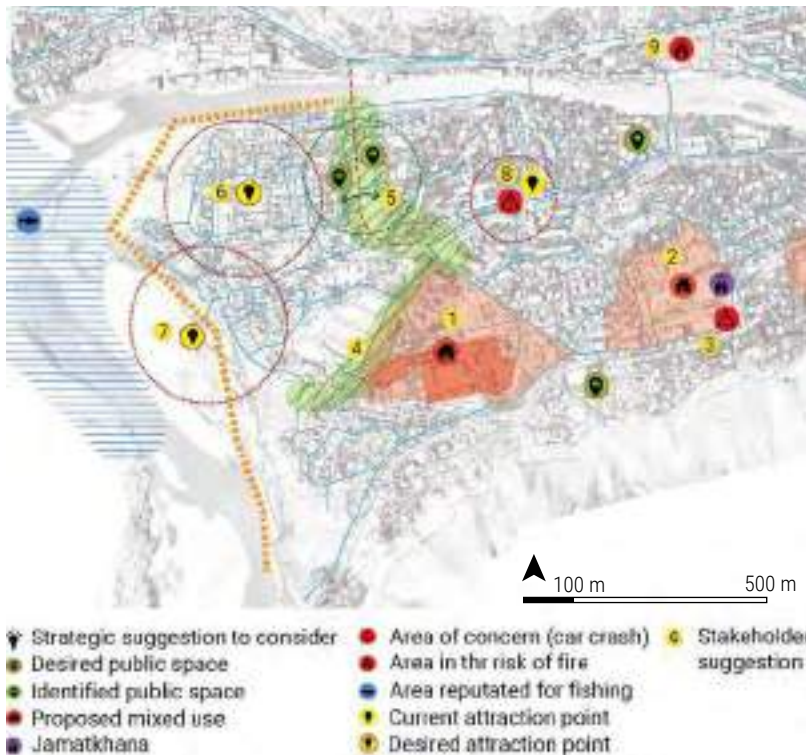 9
8
6
5
2
7
1
4
3
100 m 500 m
Strategic suggestion to consider
Desired public space
Identified public space
Proposed mixed use
Jamatkhana
Area of concern (car crash)
Area in thr risk of fire
Area reputated for fishing
Current attraction point
Desired attraction point
Stakeholder
suggestion